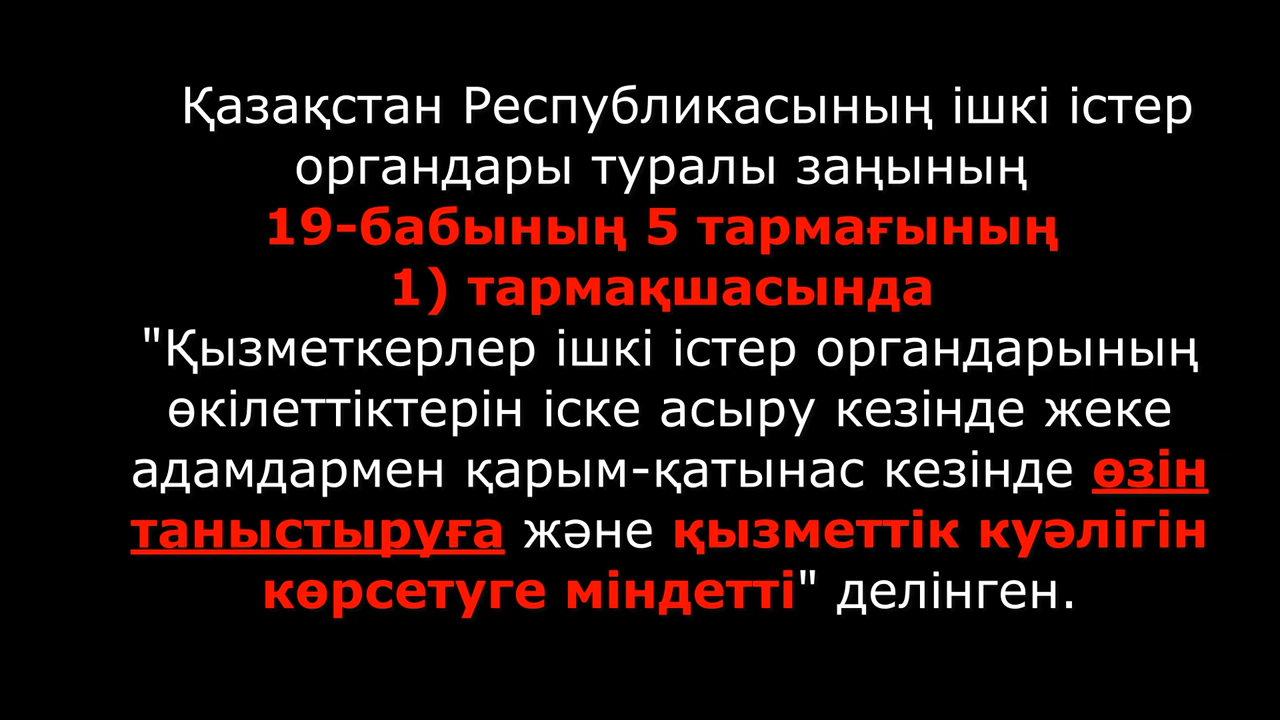 Қазақстан Республикасының ішкі істер
органдары туралы заңының
19-бабының 5 тармағының
1) тармақшасында
"Қызметкерлер ішкі істер органдарының
өкілеттіктерін іске асыру кезінде жеке
адамдармен қарым-қатынас кезінде өзін
таныстыруға және қызметтік куәлігін
көрсетуге міндетті" делінген.